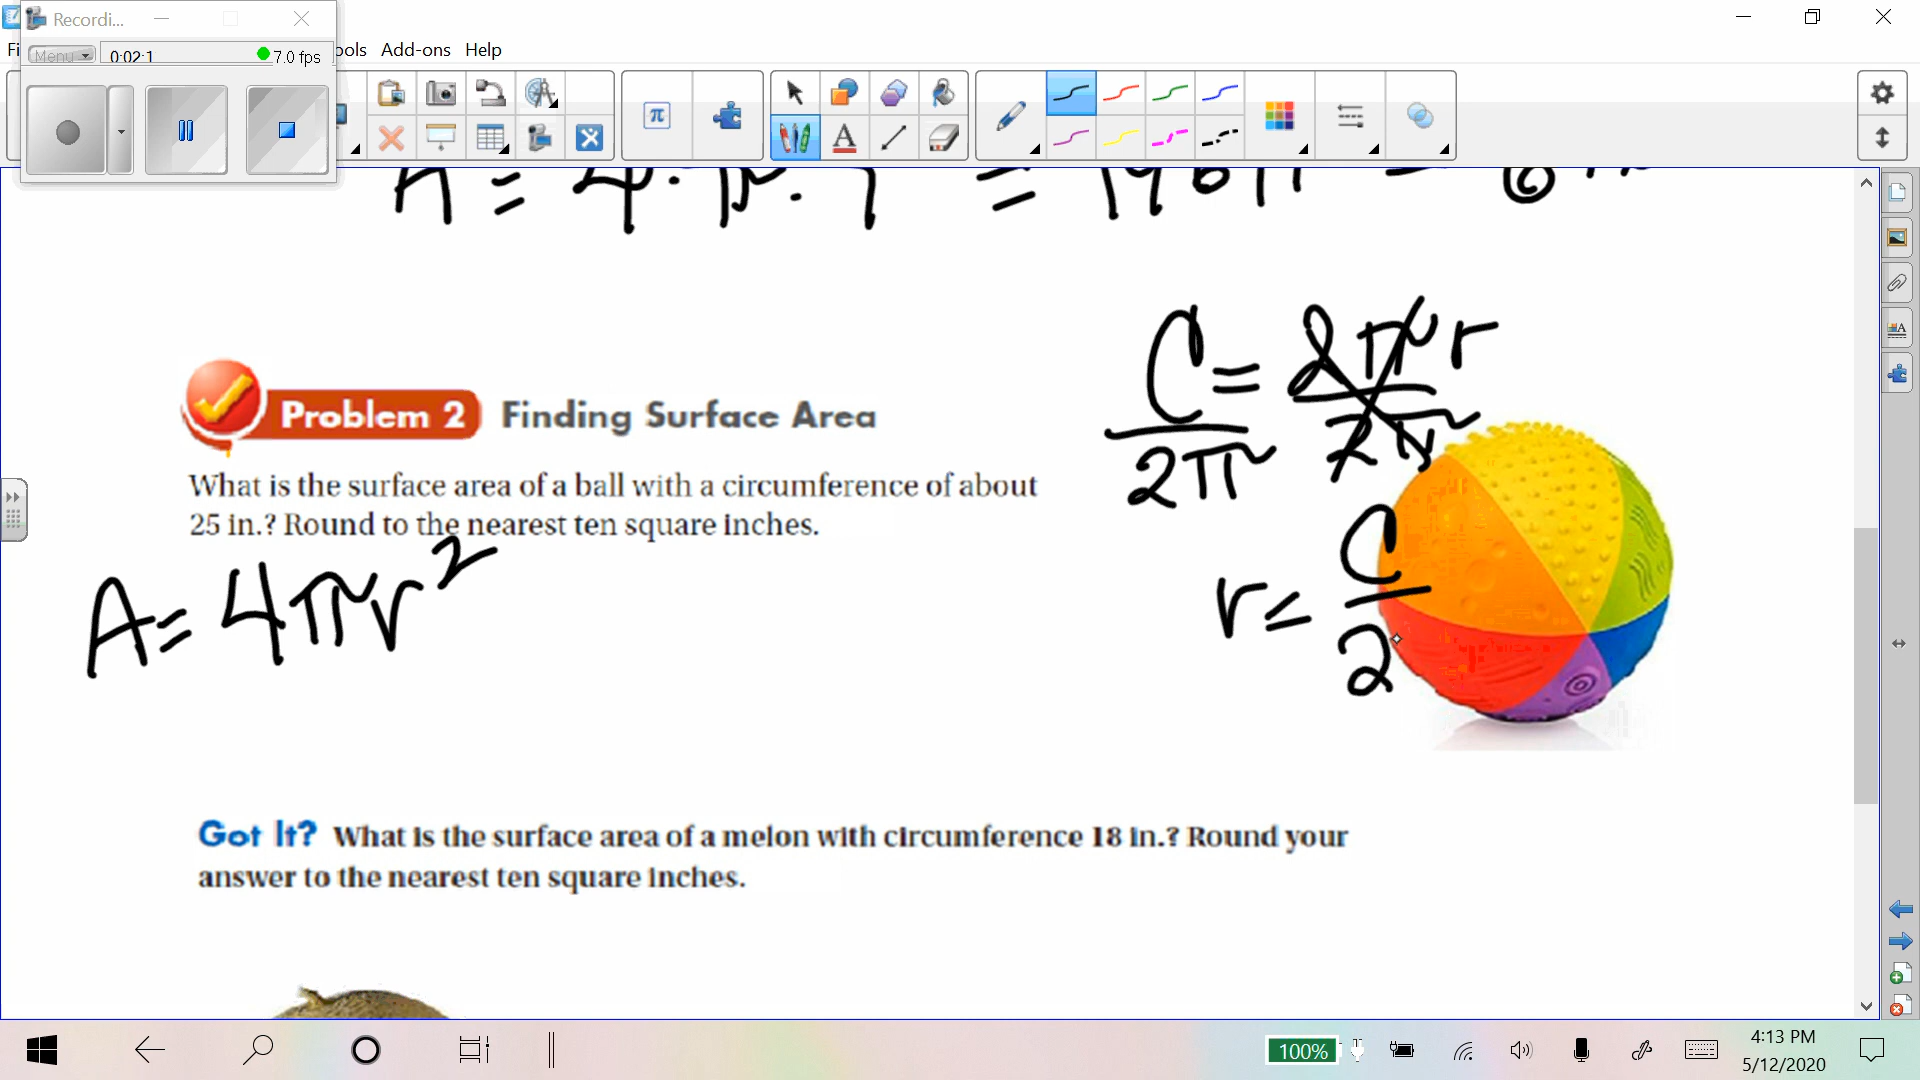 Recordi...
Fi
ools Add-ons Help
Menu 0:02:1 7.0 fps
π
A
C = 2πr
2π 2π
Problem 2 Finding Surface Area
What is the surface area of a ball with a circumference of about
25 in.? Round to the nearest ten square inches.
A = 4πr²
r = C
2
Got It? What is the surface area of a melon with circumference 18 in.? Round your
answer to the nearest ten square inches.
100%
4:13 PM
5/12/2020